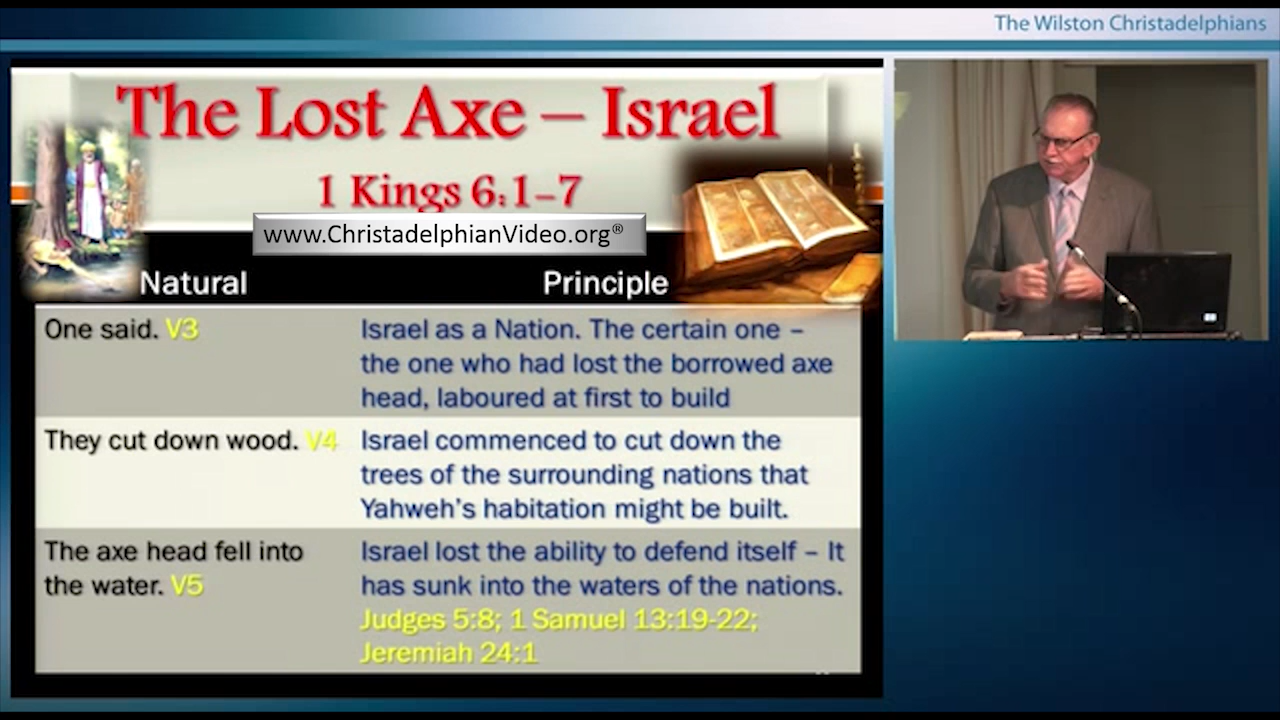 The Wilston Christadelphians
The Lost Axe – Israel
1 Kings 6:1-7
www.ChristadelphianVideo.org®
Natural Principle
One said. V3
Israel as a Nation. The certain one –
the one who had lost the borrowed axe
head, laboured at first to build
They cut down wood. V4
Israel commenced to cut down the
trees of the surrounding nations that
Yahweh's habitation might be built.
The axe head fell into
the water. V5
Israel lost the ability to defend itself – It
has sunk into the waters of the nations.
Judges 5:8; 1 Samuel 13:19-22;
Jeremiah 24:1